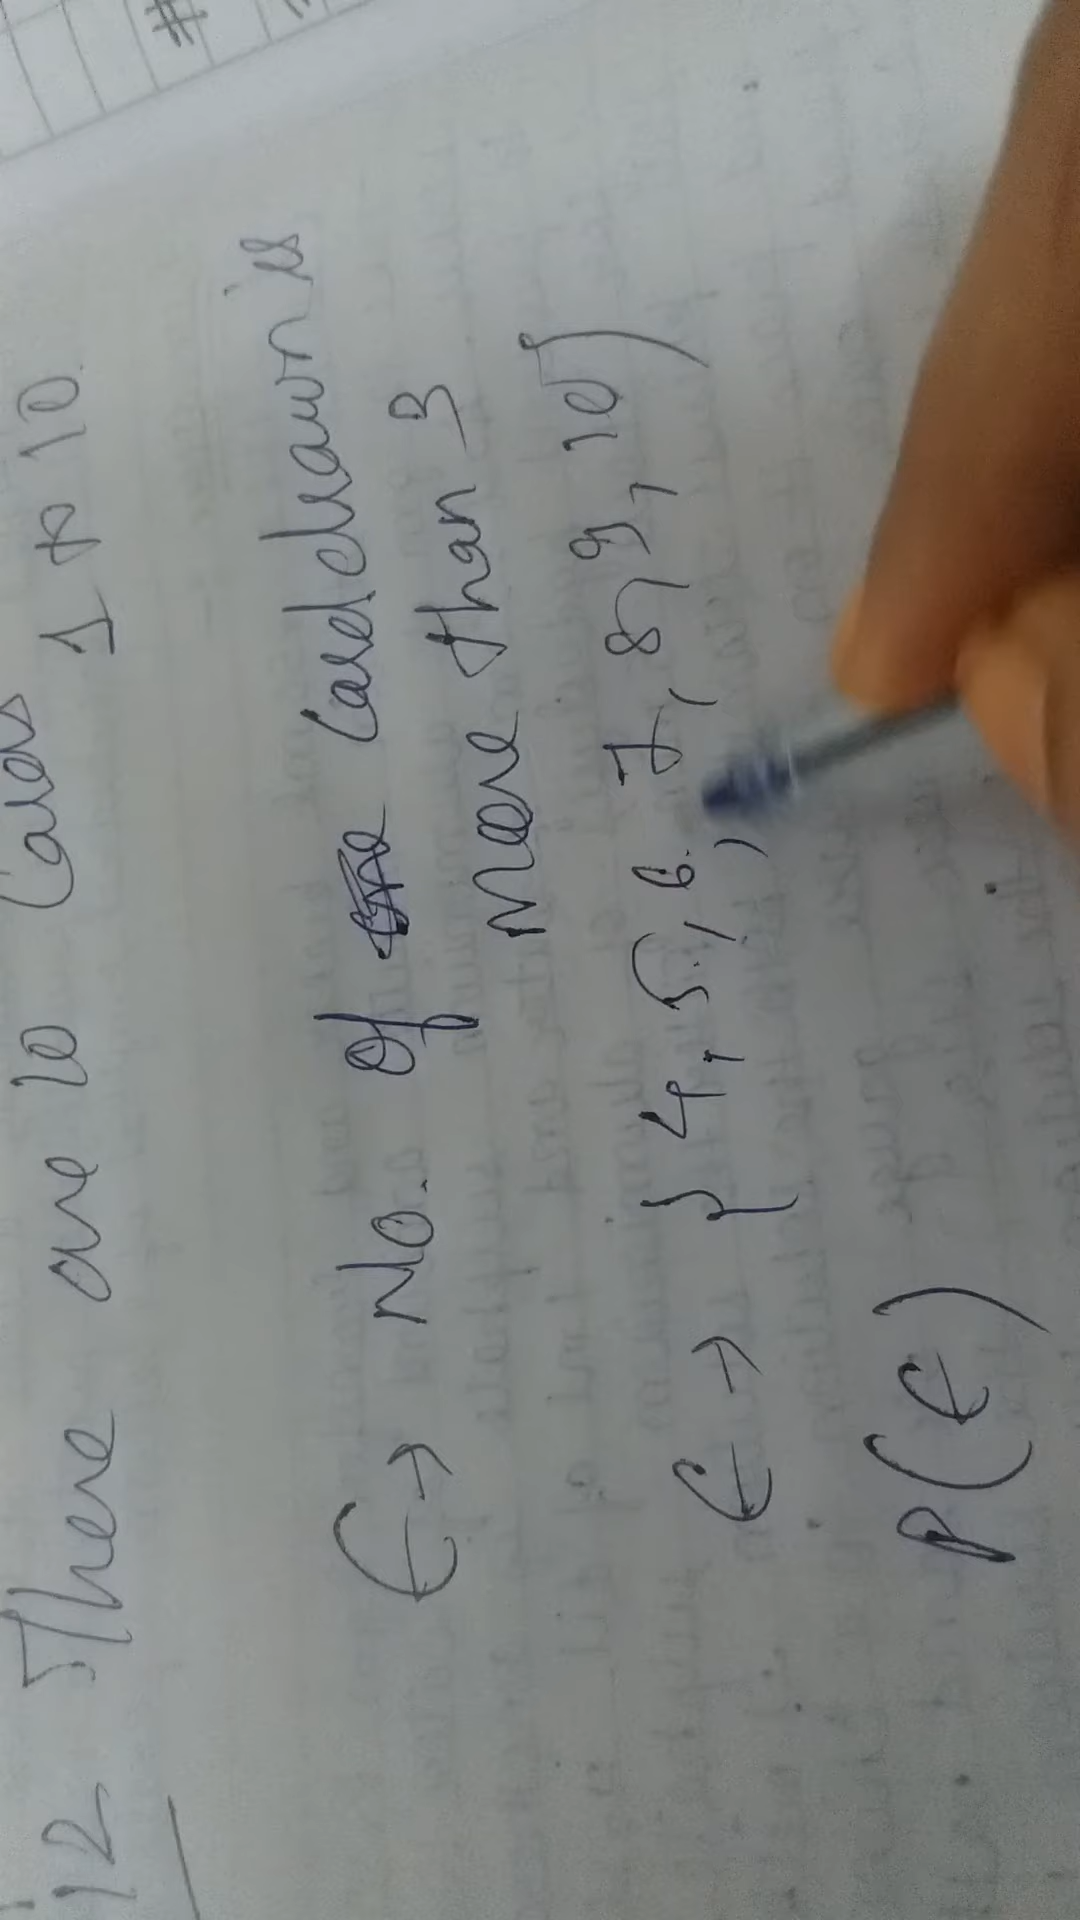 12 There are 10 Cards 1 to 10.
E → No. of Card drawn is
more than 3
E → } 4, 5, 6, 7, 8, 9, 10)
P(E)